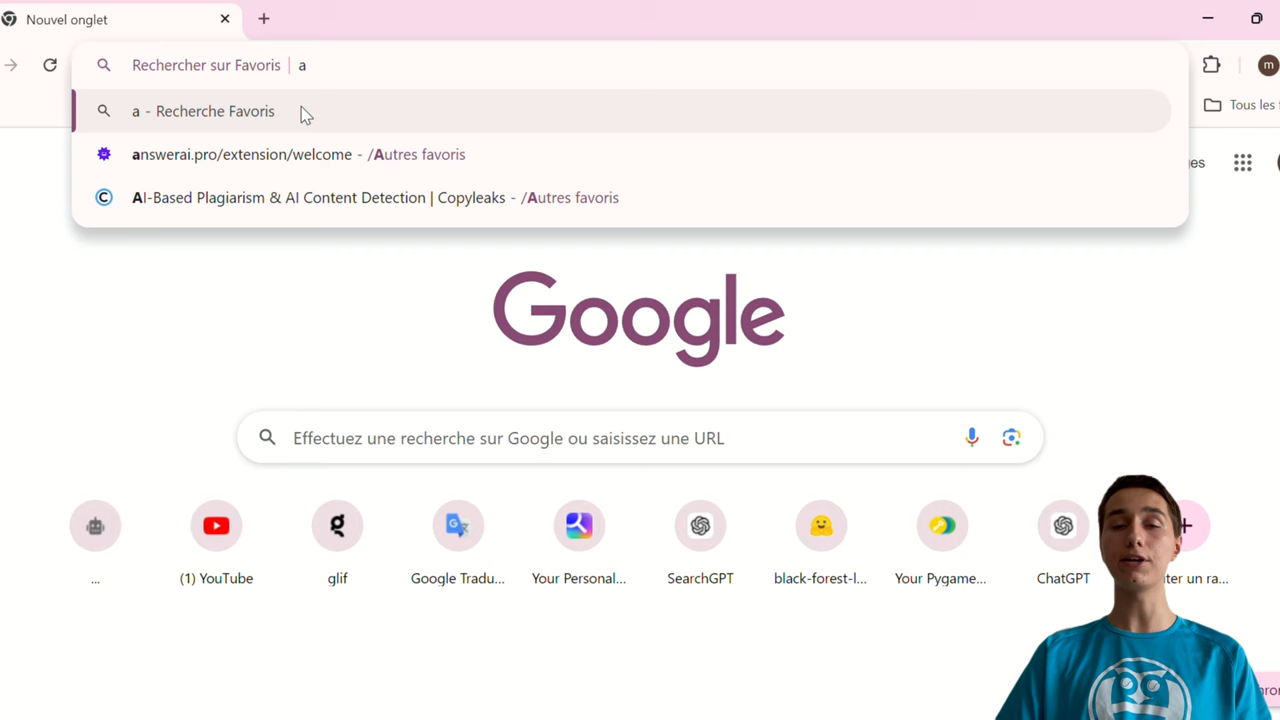 Nouvel onglet
Rechercher sur Favoris | a
m
a - Recherche Favoris
Tous les
answerai.pro/extension/welcome - /Autres favoris
es
AI-Based Plagiarism & AI Content Detection | Copyleaks - /Autres favoris
Google
Effectuez une recherche sur Google ou saisissez une URL
... (1) YouTube glif Google Tradu... Your Personal... SearchGPT black-forest-l... Your Pygame... ChatGPT ter un ra...